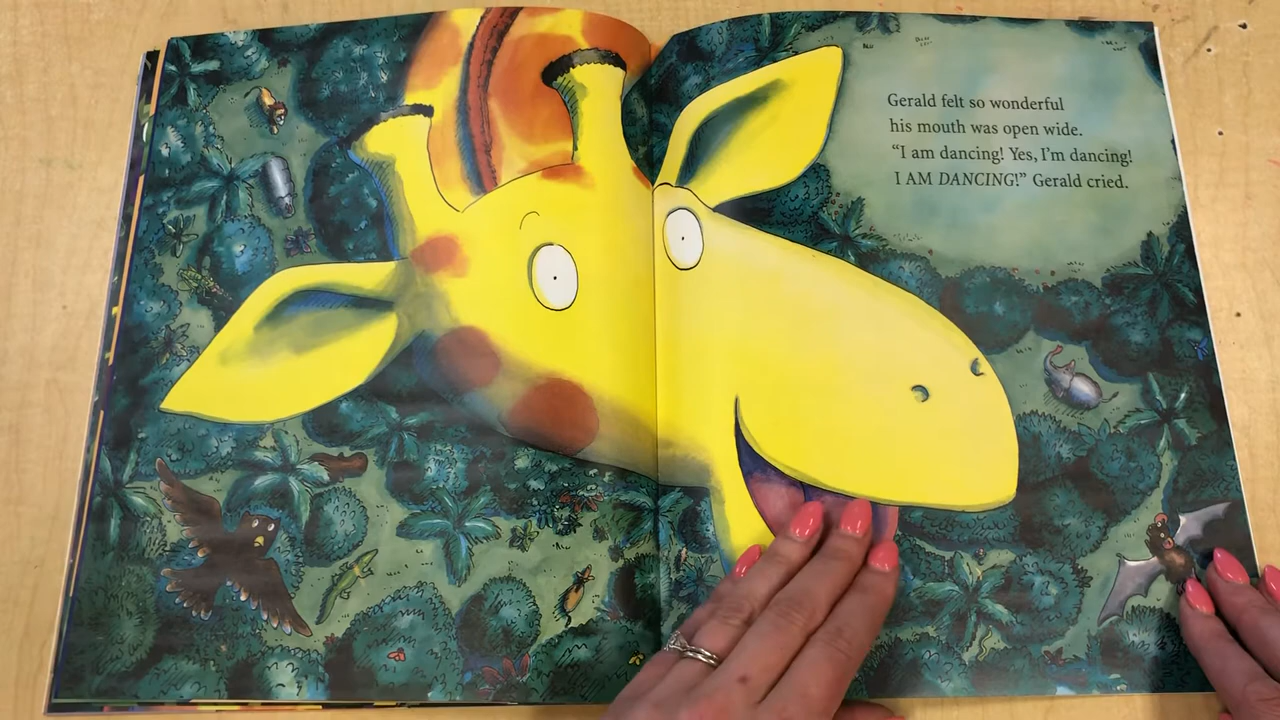 Gerald felt so wonderful
his mouth was open wide.
“I am dancing! Yes, I’m dancing!
I AM DANCING!” Gerald cried.